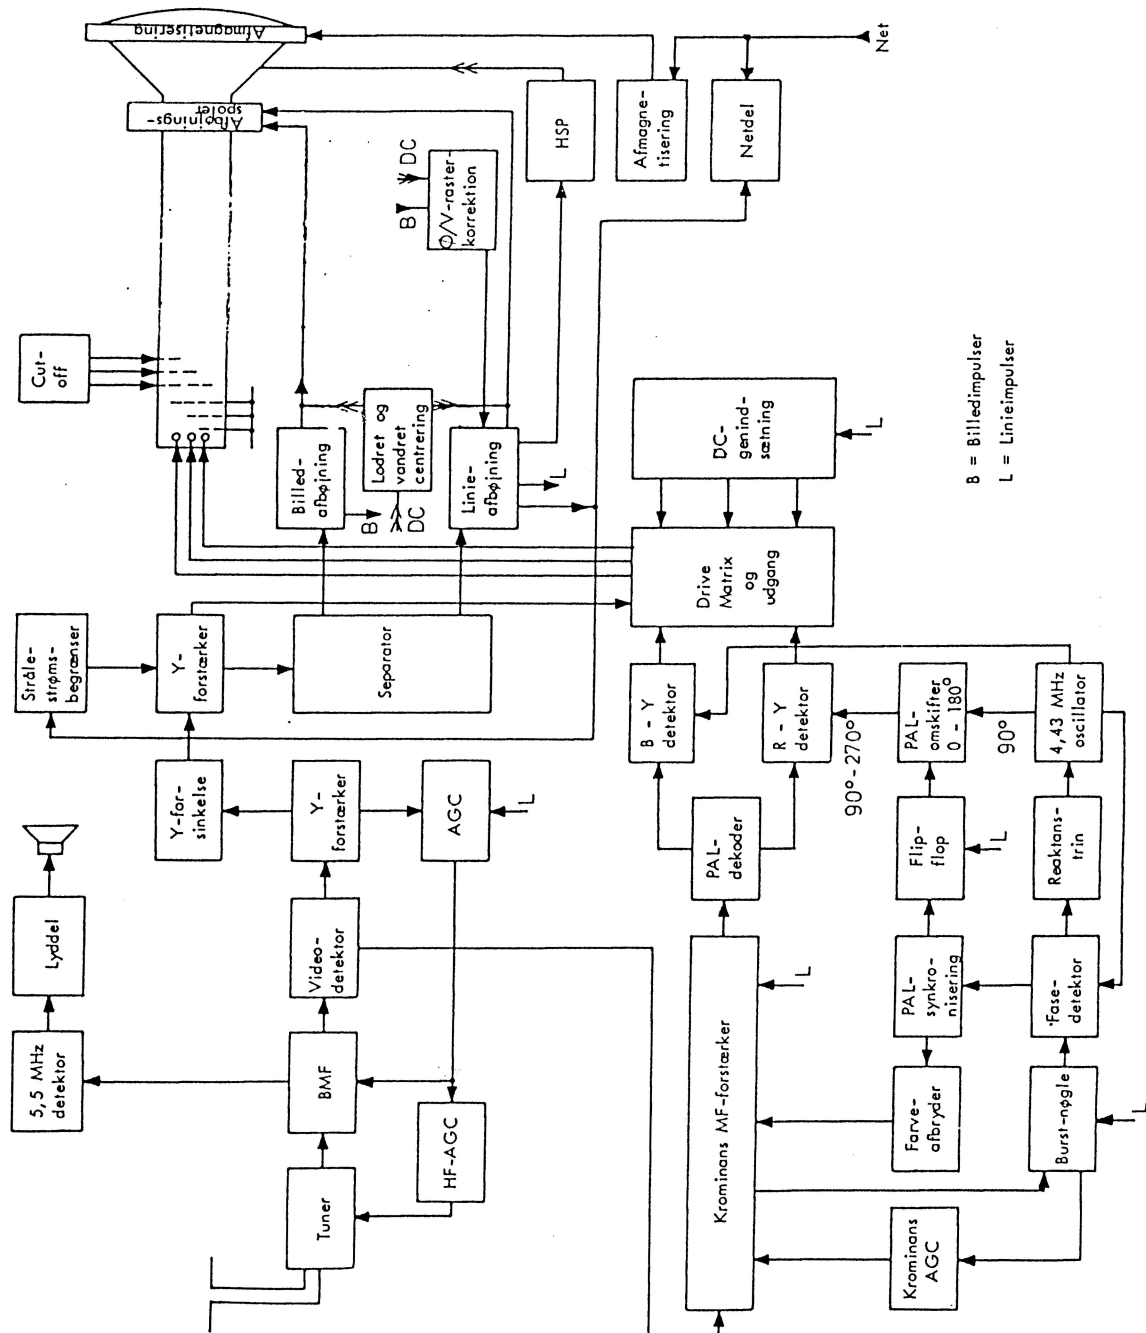 5,5 MHz
detektor
Lyddel
Tuner
BMF
Video-
detektor
Y-
forstærker
Y-for-
sinkelse
HF-AGC
AGC
L
Stråle-
strøms-
begrænser
Y-
forstærker
Separator
Cut-
off
Billed-
afbøjning
B
Lodret og
vandret
centrering
DC
Linie-
afbøjning
L
B
DC
Ø/V-raster-
korrektion
Afbøjnings-
spoler
Afmagnetisering
HSP
Afmagne-
tisering
Netdel
Net
Krominans MF-forstærker
L
PAL-
dekoder
B - Y
detektor
R - Y
detektor
Drive
Matrix
og
udgang
DC-
genind-
sætning
L
90°-270°
Krominans
AGC
Farve-
afbryder
PAL-
synkro-
nisering
Flip-
flop
L
PAL-
omskifter
0 - 180°
90°
Burst-nøgle
L
Fase-
detektor
Reaktans-
trin
4,43 MHz
oscillator
B = Billedimpulser
L = Linieimpulser